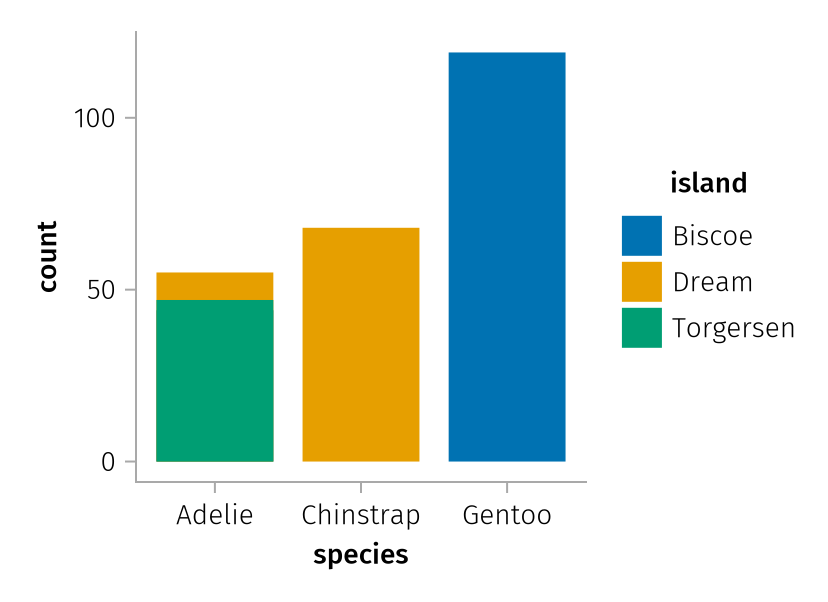 100
50
0
count
Adelie Chinstrap Gentoo
species
island
Biscoe
Dream
Torgersen